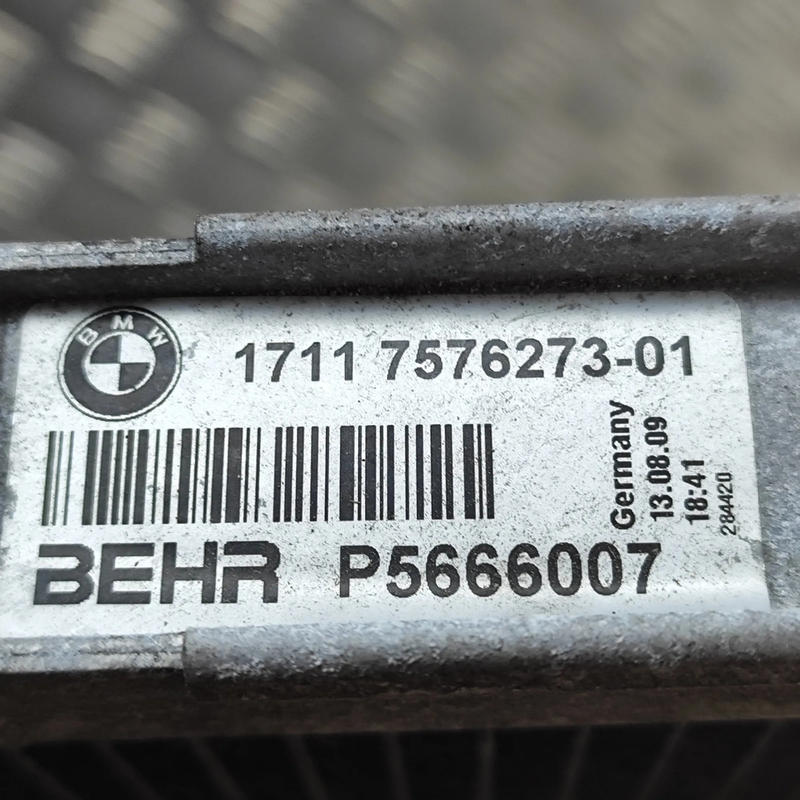 BMW
1711 7576273-01
BEHR P5666007
Germany
13.08.09
18:41
284420